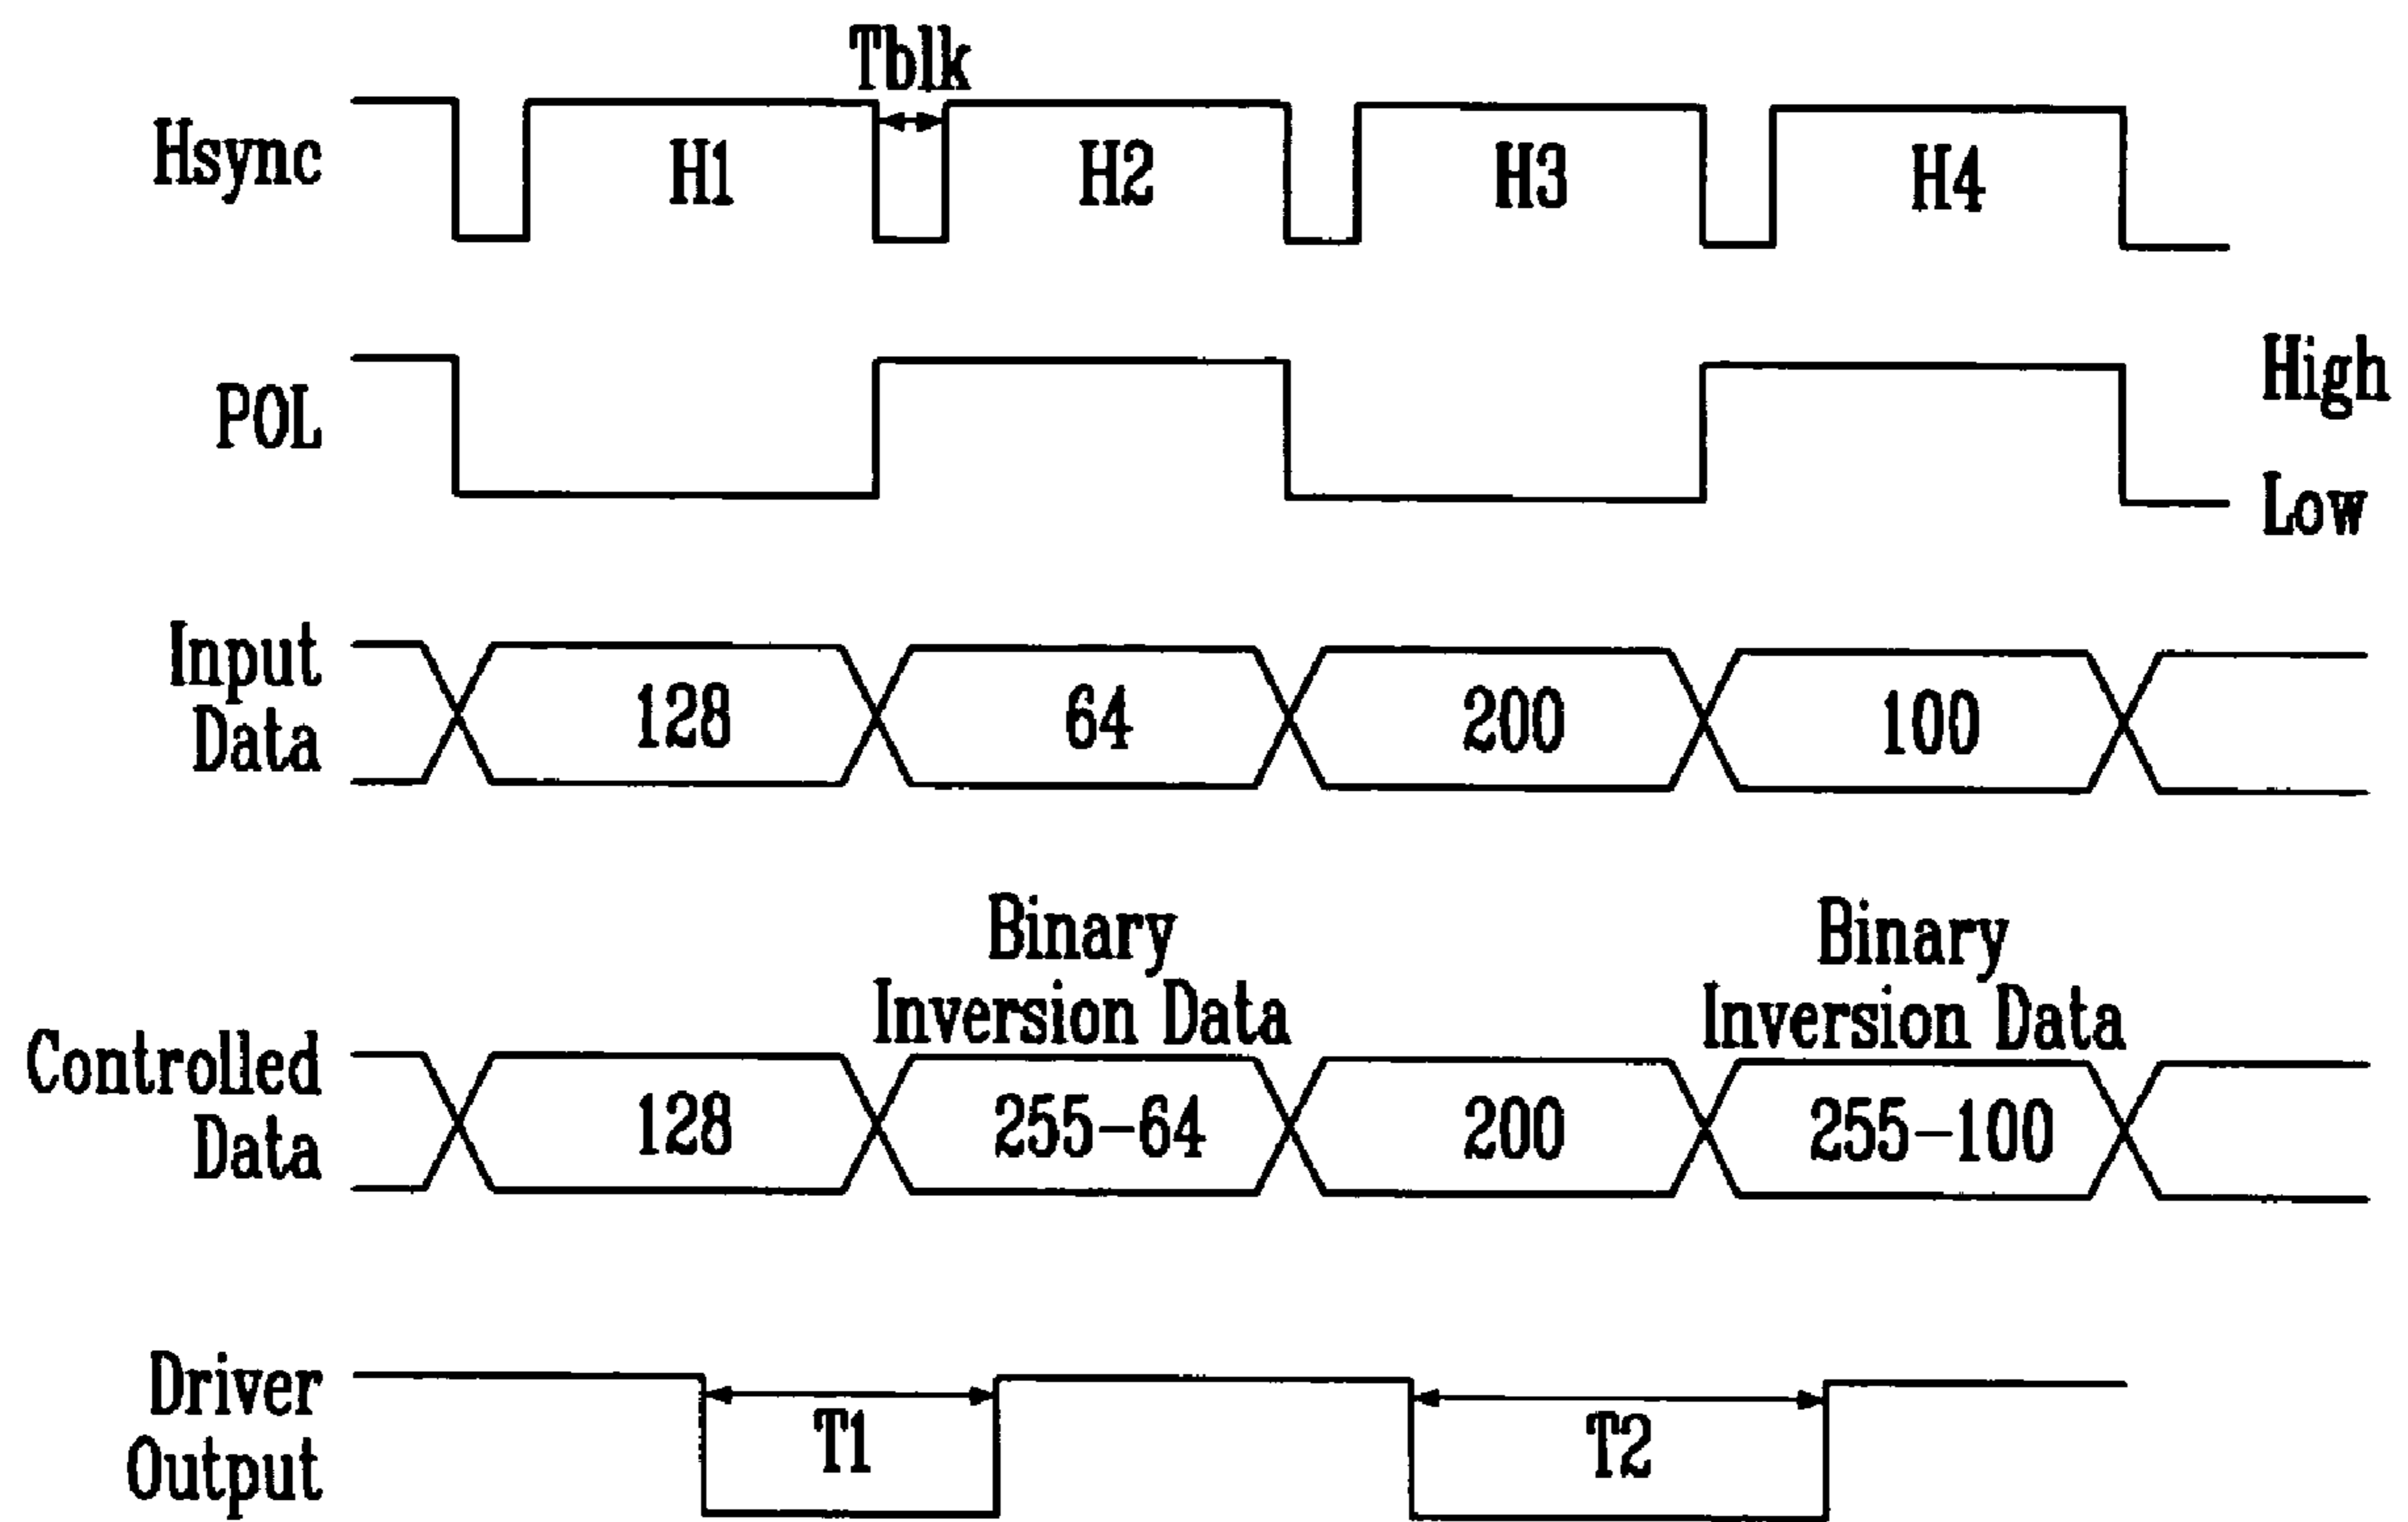 Tblk
Hsync
H1
H2
H3
H4
POL
High
Low
Input
Data
128
64
200
100
Binary
Inversion Data
Binary
Inversion Data
Controlled
Data
128
255-64
200
255-100
Driver
Output
T1
T2